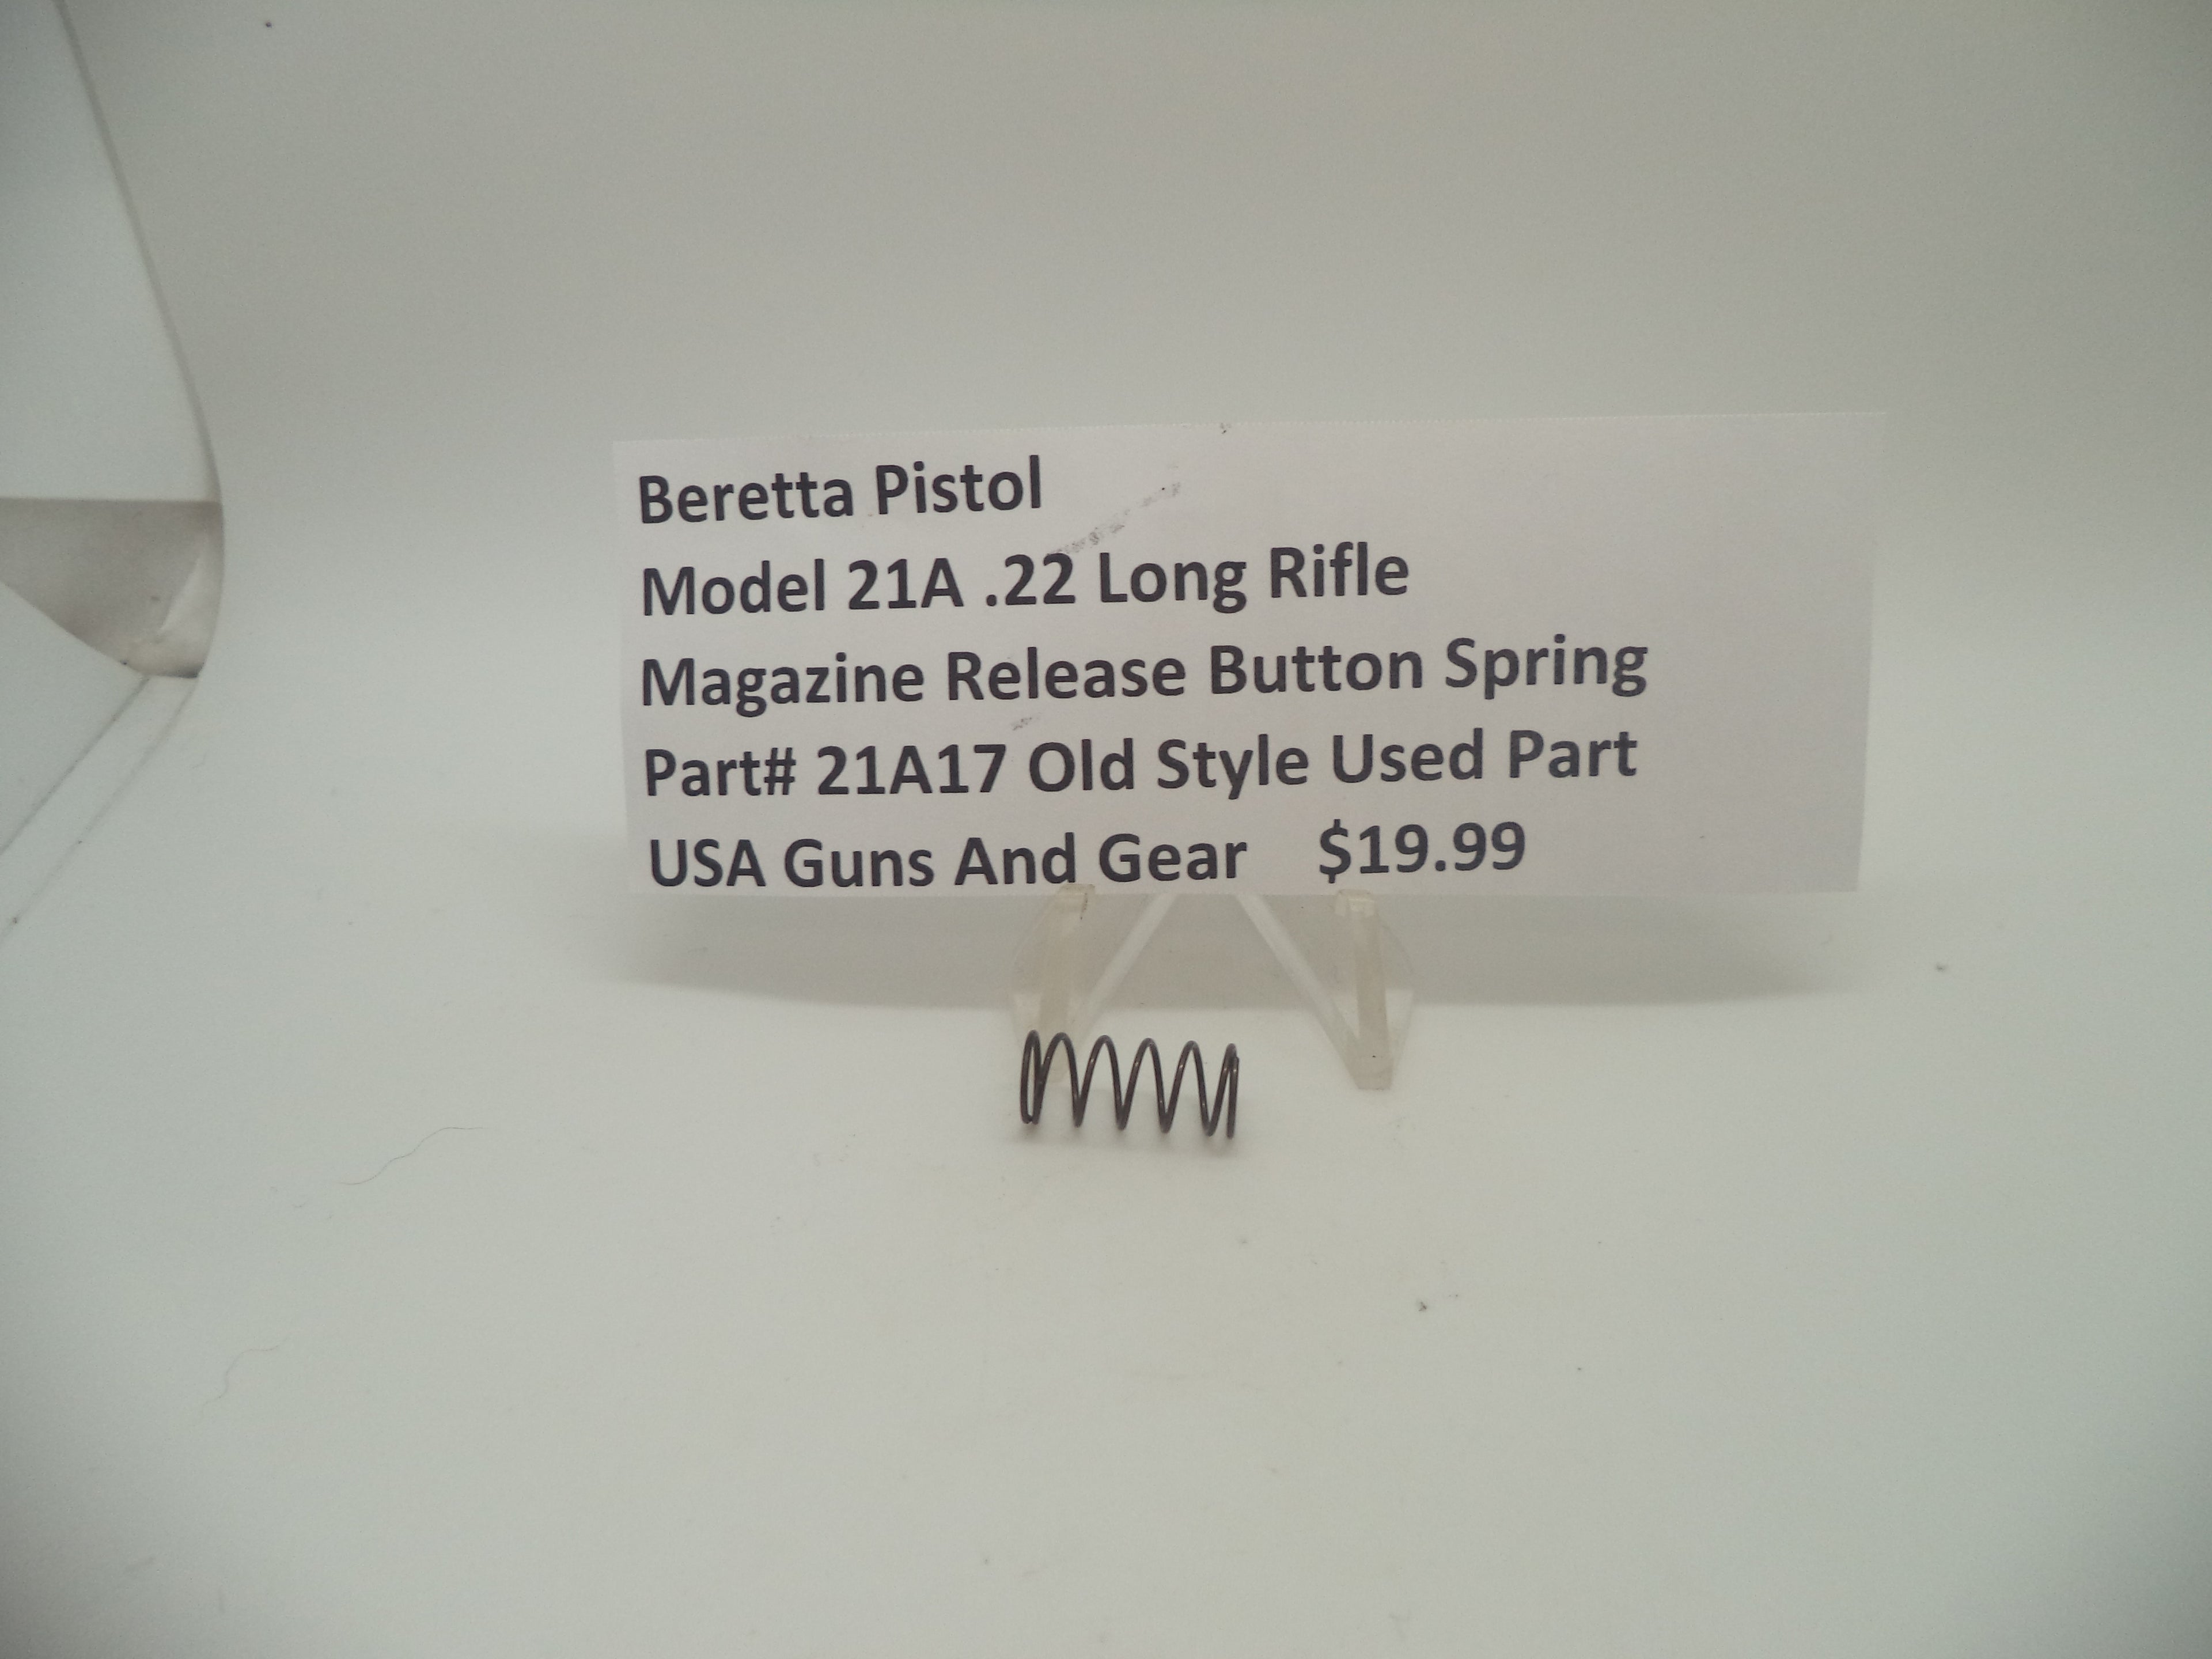 Beretta Pistol
Model 21A .22 Long Rifle
Magazine Release Button Spring
Part# 21A17 Old Style Used Part
USA Guns And Gear $19.99